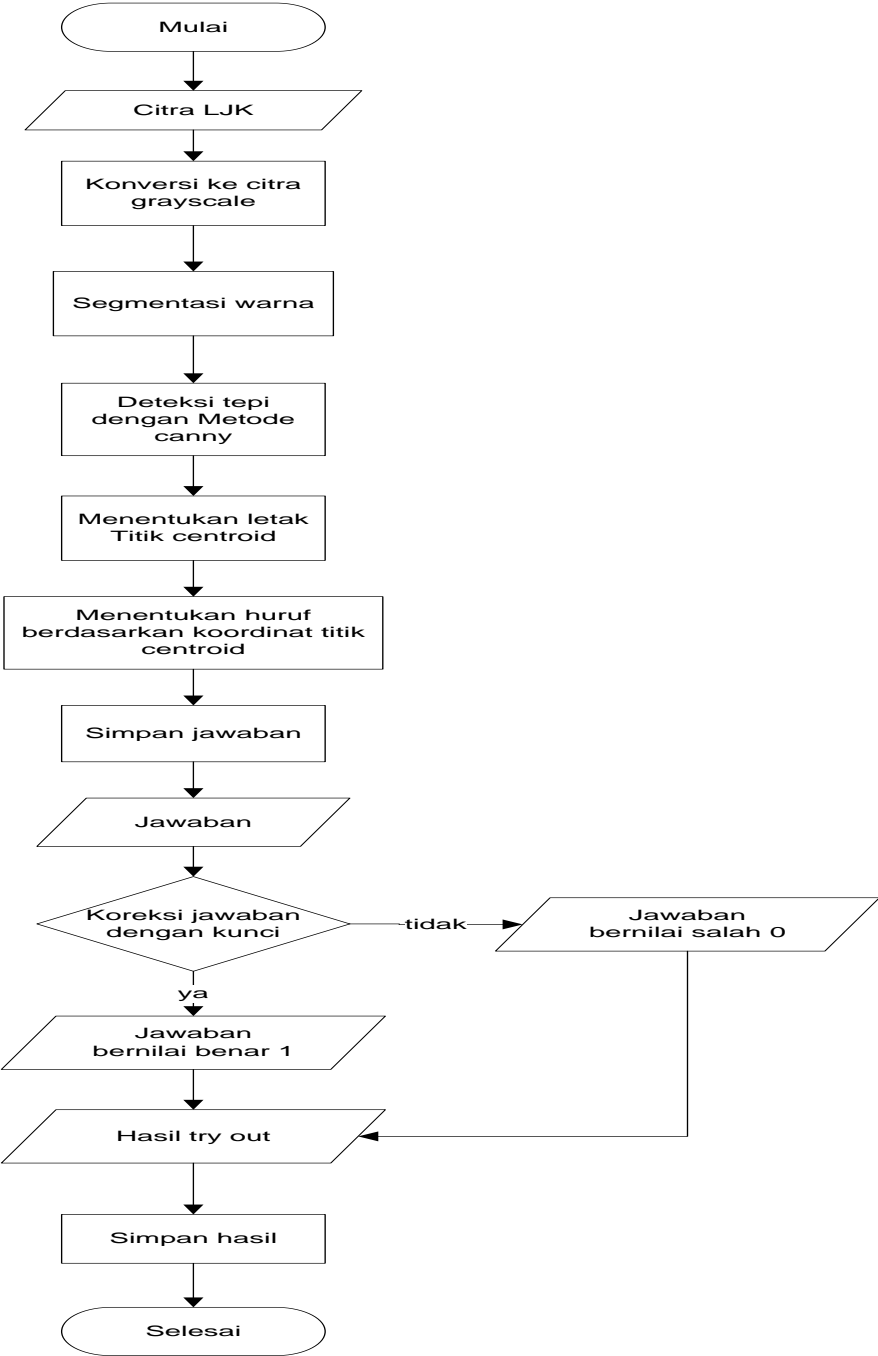 Mulai
Citra LJK
Konversi ke citra
grayscale
Segmentasi warna
Deteksi tepi
dengan Metode
canny
Menentukan letak
Titik centroid
Menentukan huruf
berdasarkan koordinat titik
centroid
Simpan jawaban
Jawaban
Koreksi jawaban
dengan kunci
tidak
Jawaban
bernilai salah 0
ya
Jawaban
bernilai benar 1
Hasil try out
Simpan hasil
Selesai